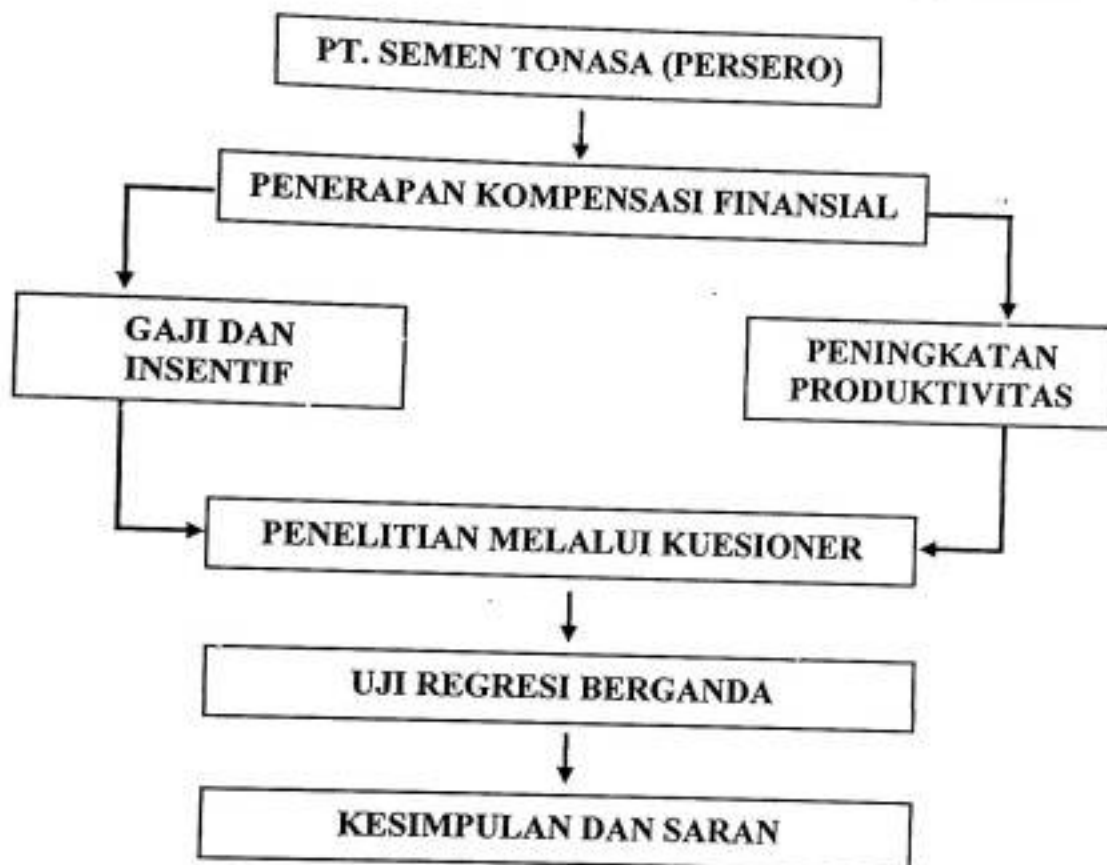 PT. SEMEN TONASA (PERSERO)
PENERAPAN KOMPENSASI FINANSIAL
GAJI DAN
INSENTIF
PENINGKATAN
PRODUKTIVITAS
PENELITIAN MELALUI KUESIONER
UJI REGRESI BERGANDA
KESIMPULAN DAN SARAN